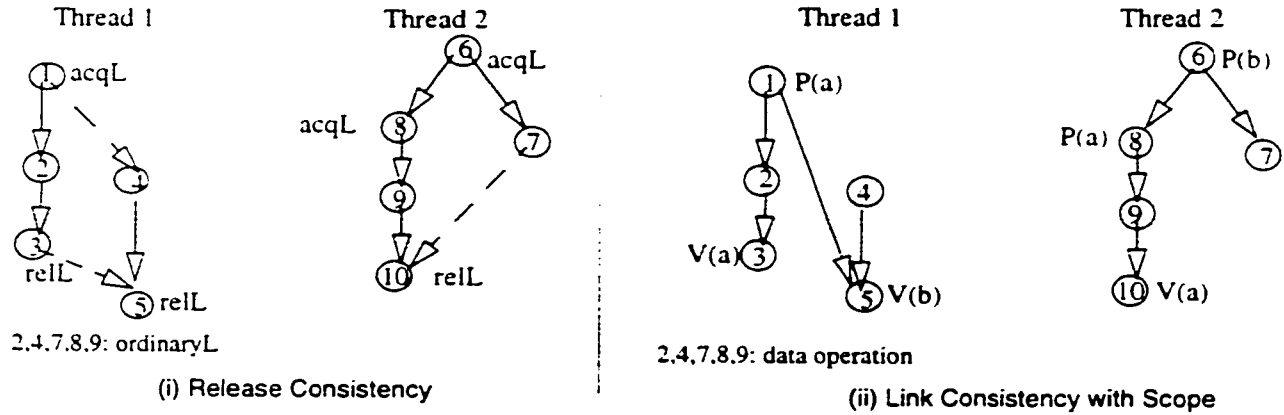 Thread 1
Thread 2
1 acqL
6 acqL
acqL 8
7
2
4
9
3
relL
10 relL
5 relL
2,4,7,8,9: ordinaryL
(i) Release Consistency
Thread 1
Thread 2
1 P(a)
6 P(b)
P(a) 8
7
2
4
9
V(a) 3
5 V(b)
10 V(a)
2,4,7,8,9: data operation
(ii) Link Consistency with Scope